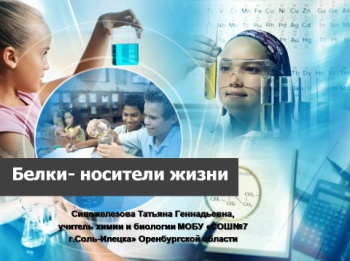 Белки- носители жизни
Сивожелезова Татьяна Геннадьевна,
учитель химии и биологии МОБУ «СОШ№7
г.Соль-Илецка» Оренбургской области